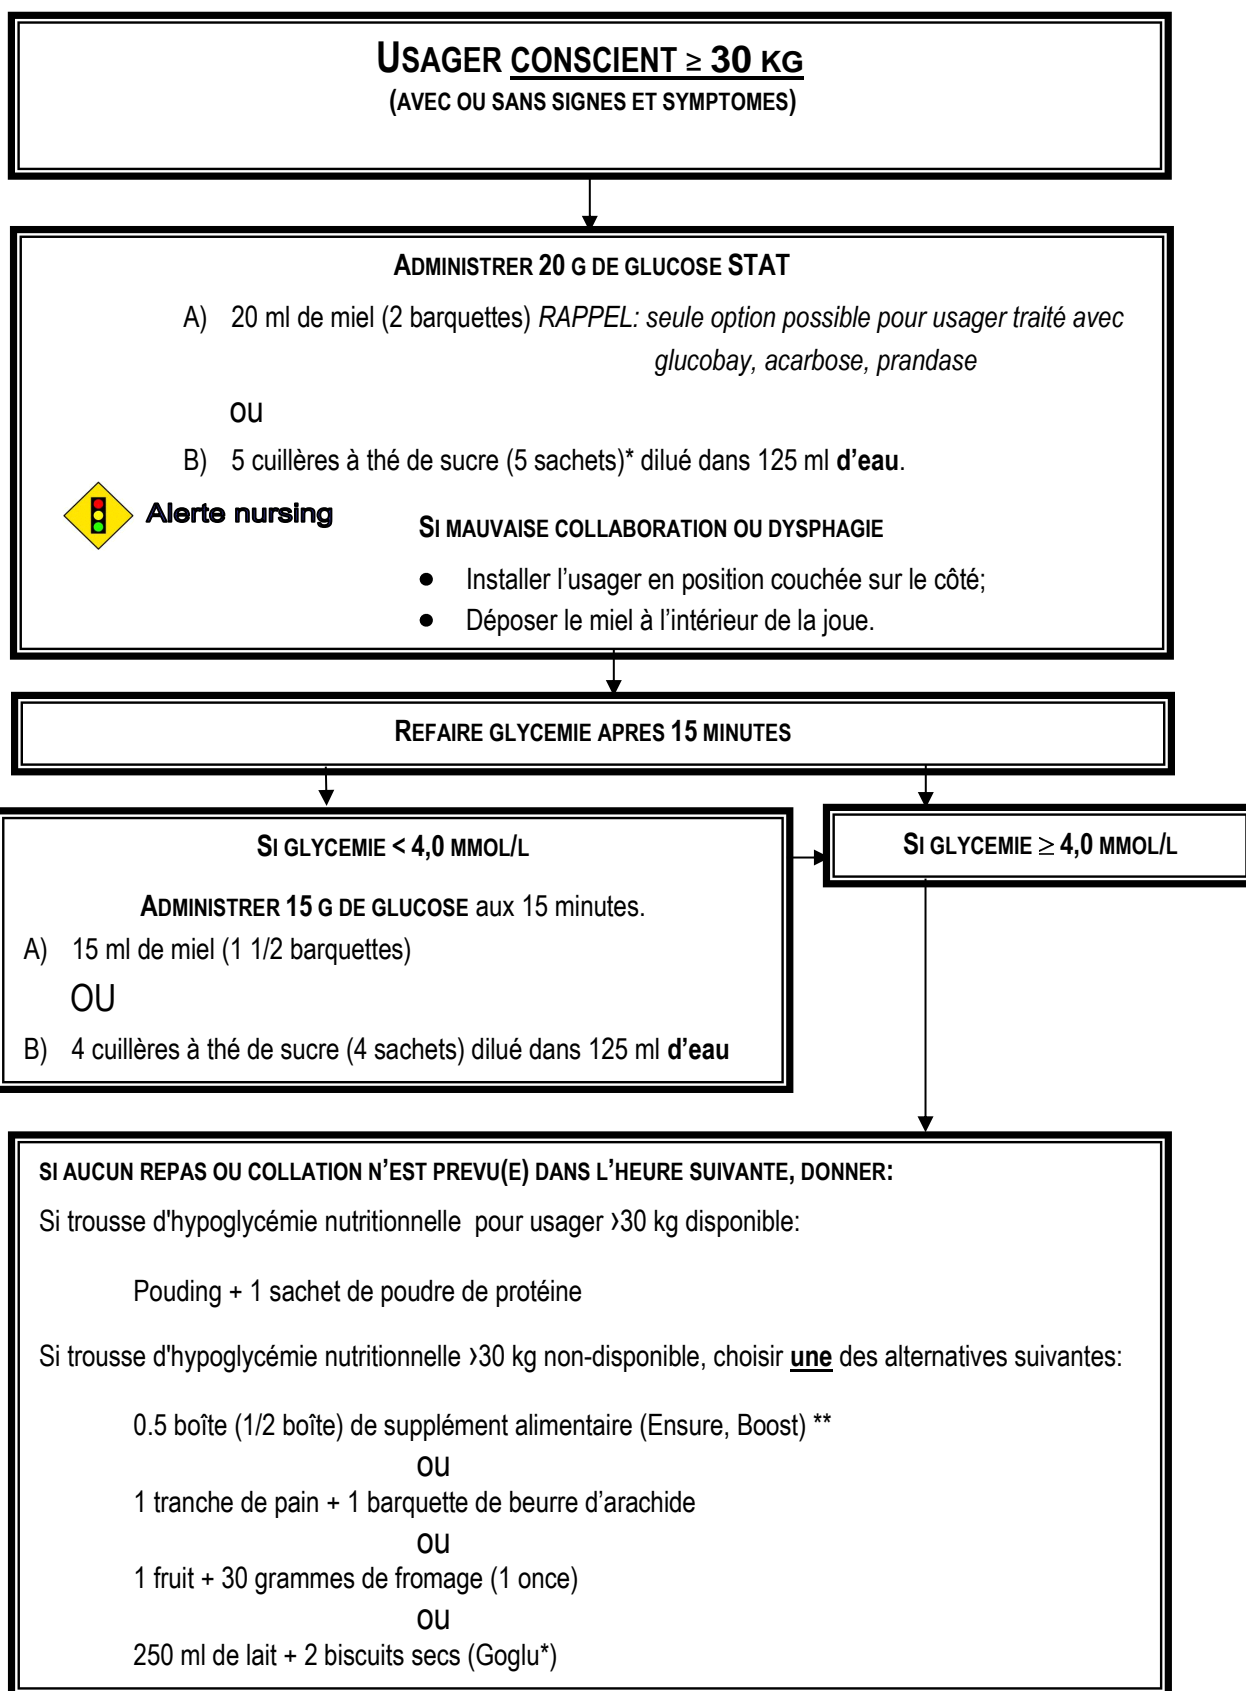 USAGER CONSCIENT ≥ 30 KG
(AVEC OU SANS SIGNES ET SYMPTOMES)
ADMINISTRER 20 G DE GLUCOSE STAT
A) 20 ml de miel (2 barquettes) RAPPEL: seule option possible pour usager traité avec
glucobay, acarbose, prandase
ou
B) 5 cuillères à thé de sucre (5 sachets)* dilué dans 125 ml d’eau.
Alerte nursing
SI MAUVAISE COLLABORATION OU DYSPHAGIE
● Installer l’usager en position couchée sur le côté;
● Déposer le miel à l’intérieur de la joue.
REFAIRE GLYCEMIE APRES 15 MINUTES
SI GLYCEMIE < 4,0 MMOL/L
ADMINISTRER 15 G DE GLUCOSE aux 15 minutes.
A) 15 ml de miel (1 1/2 barquettes)
OU
B) 4 cuillères à thé de sucre (4 sachets) dilué dans 125 ml d’eau
SI GLYCEMIE ≥ 4,0 MMOL/L
SI AUCUN REPAS OU COLLATION N’EST PREVU(E) DANS L’HEURE SUIVANTE, DONNER:
Si trousse d'hypoglycémie nutritionnelle pour usager ›30 kg disponible:
Pouding + 1 sachet de poudre de protéine
Si trousse d'hypoglycémie nutritionnelle ›30 kg non-disponible, choisir une des alternatives suivantes:
0.5 boîte (1/2 boîte) de supplément alimentaire (Ensure, Boost) **
ou
1 tranche de pain + 1 barquette de beurre d’arachide
ou
1 fruit + 30 grammes de fromage (1 once)
ou
250 ml de lait + 2 biscuits secs (Goglu*)